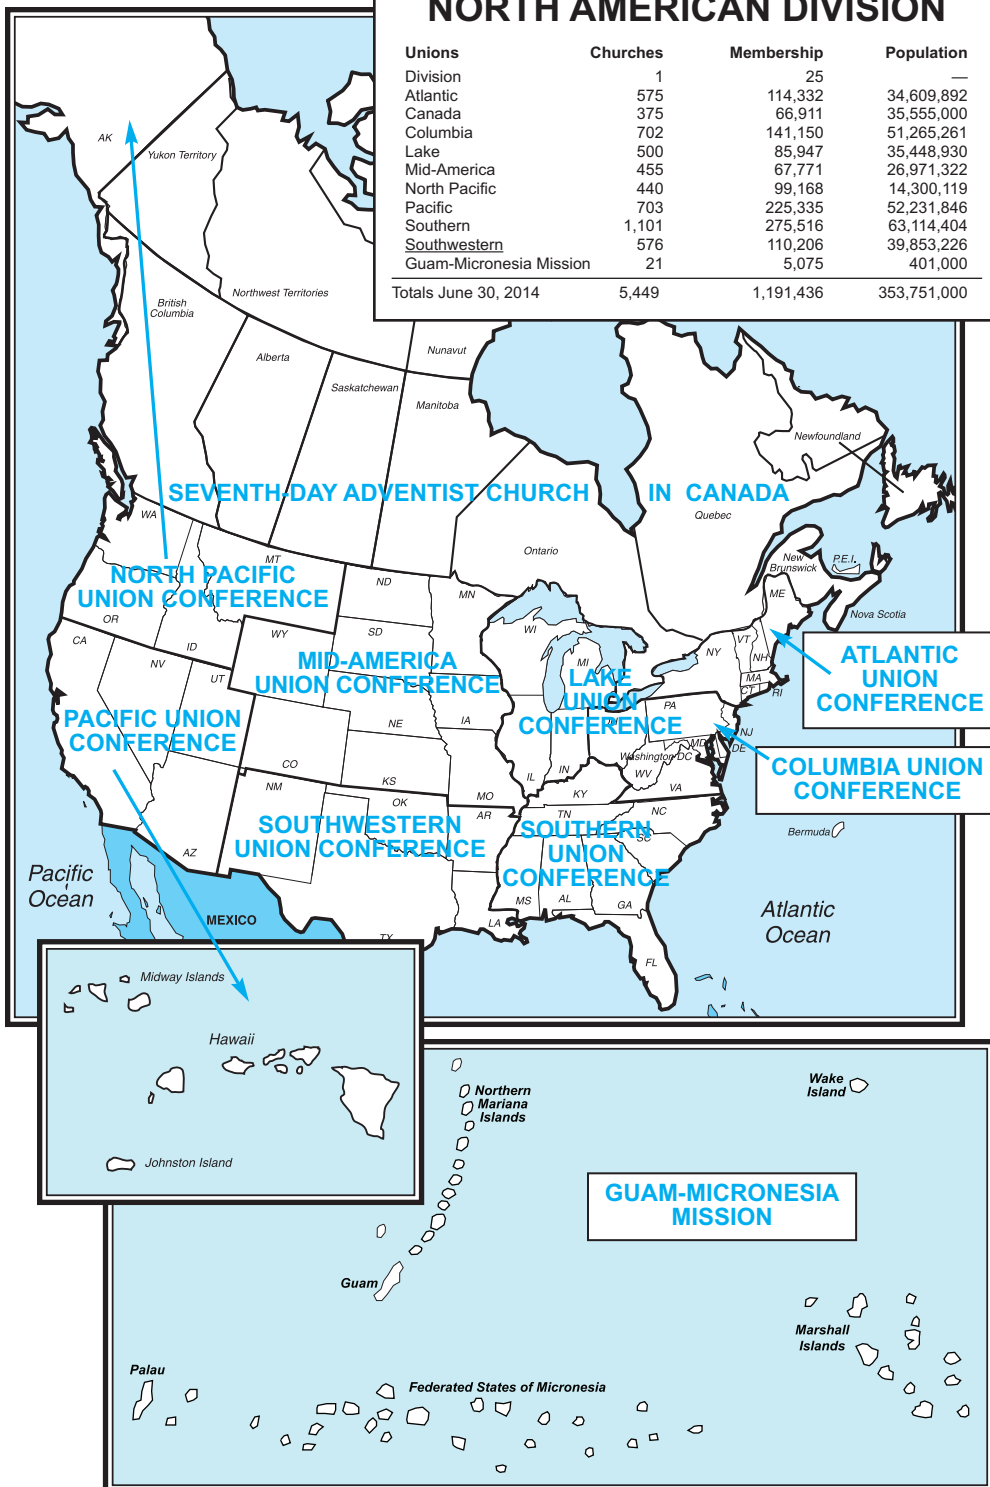 NORTH AMERICAN DIVISION
Unions Churches Membership Population
Division 1 25 —
Atlantic 575 114,332 34,609,892
Canada 375 66,911 35,555,000
Columbia 702 141,150 51,265,261
Lake 500 85,947 35,448,930
Mid-America 455 67,771 26,971,322
North Pacific 440 99,168 14,300,119
Pacific 703 225,335 52,231,846
Southern 1,101 275,516 63,114,404
Southwestern 576 110,206 39,853,226
Guam-Micronesia Mission 21 5,075 401,000
Totals June 30, 2014 5,449 1,191,436 353,751,000
AK
Yukon Territory
Northwest Territories
British
Columbia
Nunavut
Alberta
Saskatchewan
Manitoba
Newfoundland
SEVENTH-DAY ADVENTIST CHURCH IN CANADA
Quebec
WA
Ontario
New
Brunswick
P.E.I.
MT
NORTH PACIFIC
UNION CONFERENCE
ND
MN
ME
Nova Scotia
OR
CA
ID
WY
SD
WI
VT
NH
NY
NV
UT
MID-AMERICA
UNION CONFERENCE
MI
LAKE
UNION
CONFERENCE
MA
CT
RI
ATLANTIC
UNION
CONFERENCE
PACIFIC UNION
CONFERENCE
NE
IA
OH
PA
NJ
MD
DE
Washington DC
COLUMBIA UNION
CONFERENCE
CO
KS
IL
IN
WV
VA
NM
OK
MO
KY
AR
TN
NC
SC
SOUTHWESTERN
UNION CONFERENCE
SOUTHERN
UNION
CONFERENCE
Bermuda
AZ
Pacific
Ocean
MEXICO
TX
LA
MS
AL
GA
FL
Atlantic
Ocean
Midway Islands
Hawaii
Johnston Island
Northern
Mariana
Islands
Wake
Island
GUAM-MICRONESIA
MISSION
Guam
Marshall
Islands
Palau
Federated States of Micronesia